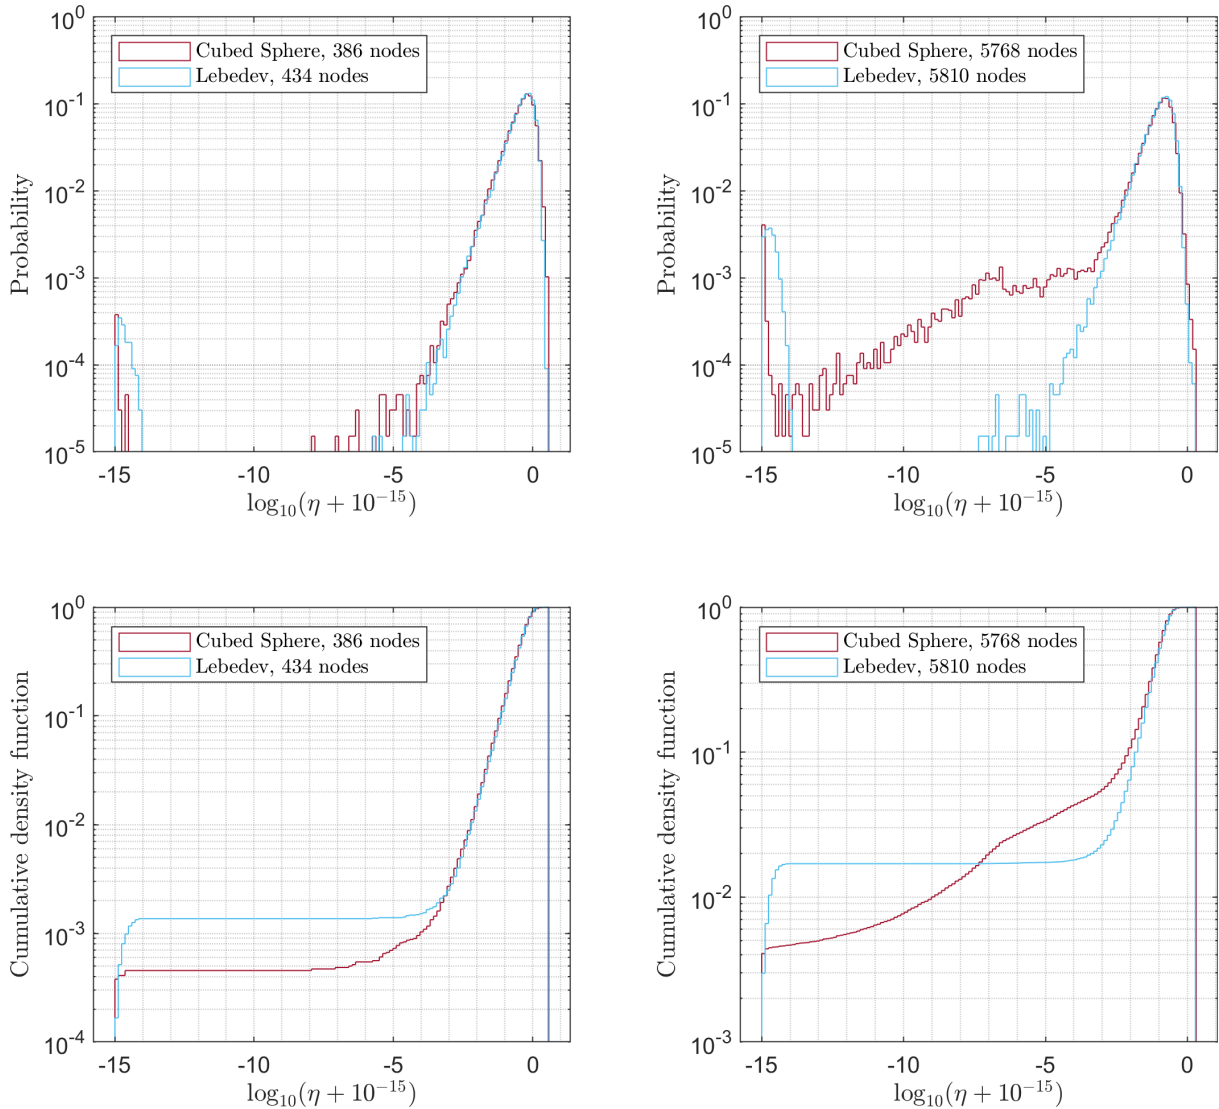 Cubed Sphere, 386 nodes
Lebedev, 434 nodes
Probability
10^0
10^-1
10^-2
10^-3
10^-4
10^-5
-15
-10
-5
0
log₁₀(η + 10^-15)
Cubed Sphere, 5768 nodes
Lebedev, 5810 nodes
Probability
10^0
10^-1
10^-2
10^-3
10^-4
10^-5
-15
-10
-5
0
log₁₀(η + 10^-15)
Cubed Sphere, 386 nodes
Lebedev, 434 nodes
Cumulative density function
10^0
10^-1
10^-2
10^-3
10^-4
-15
-10
-5
0
log₁₀(η + 10^-15)
Cubed Sphere, 5768 nodes
Lebedev, 5810 nodes
Cumulative density function
10^0
10^-1
10^-2
10^-3
-15
-10
-5
0
log₁₀(η + 10^-15)